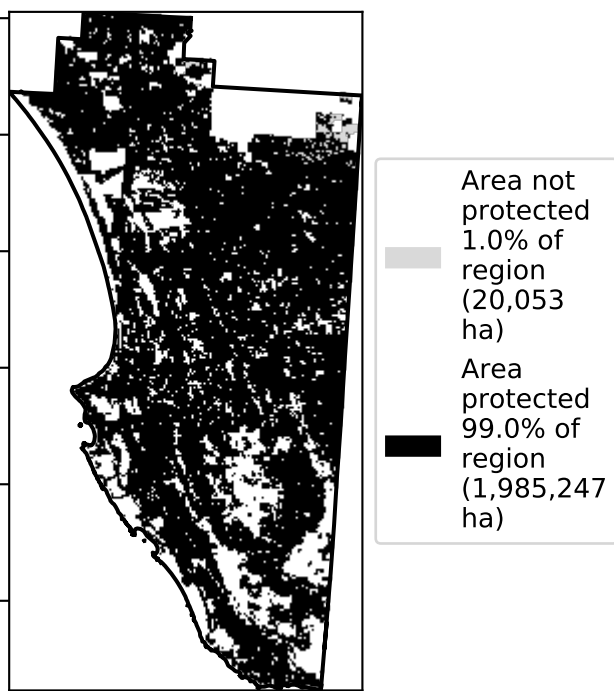 Area not
protected
1.0% of
region
(20,053
ha)
Area
protected
99.0% of
region
(1,985,247
ha)